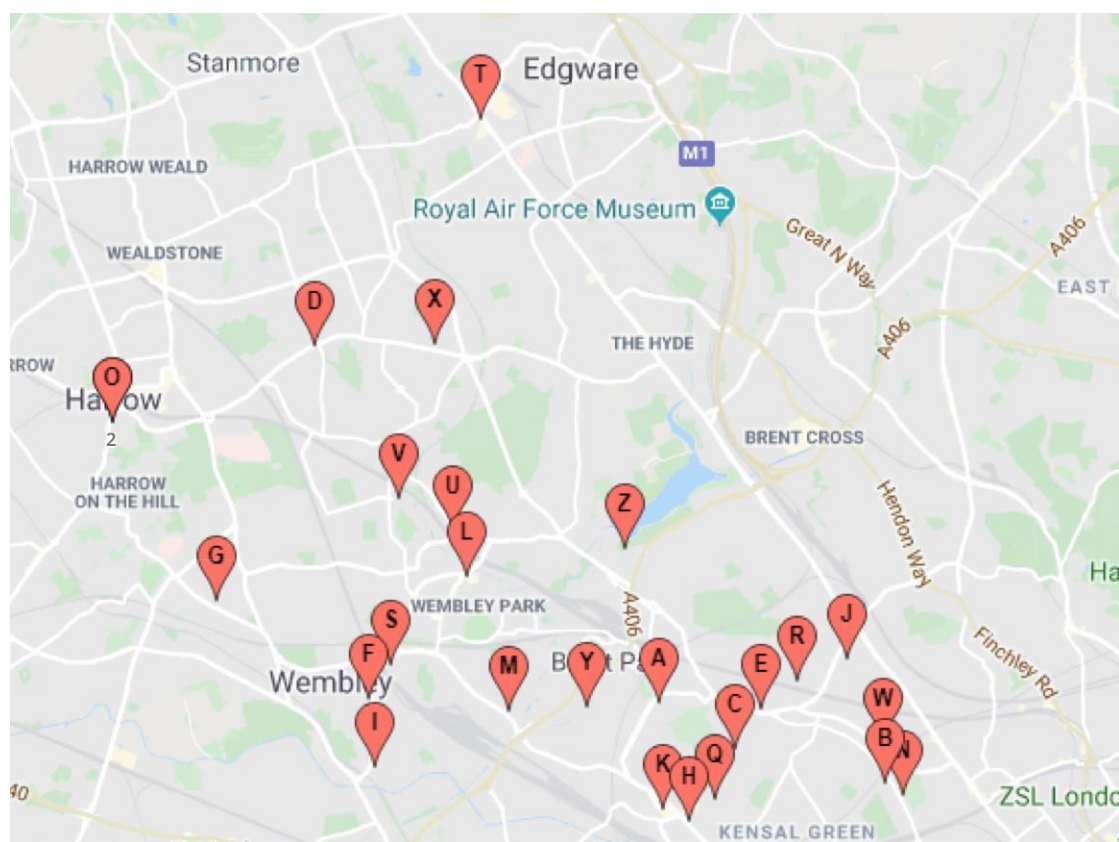 T
Stanmore
Edgware
M1
HARROW WEALD
Royal Air Force Museum
Great N Way
A406
WEALDSTONE
EAST
D
X
THE HYDE
A406
RROW
O
Harrow
2
BRENT CROSS
V
HARROW
ON THE HILL
U
Z
Hendon Way
L
G
Ha
A406
WEMBLEY PARK
S
J
R
Finchley Rd
F
Wembley
M
Y
A
E
I
C
W
B
N
K
H
Q
40
ZSL Londo
KENSAL GREEN